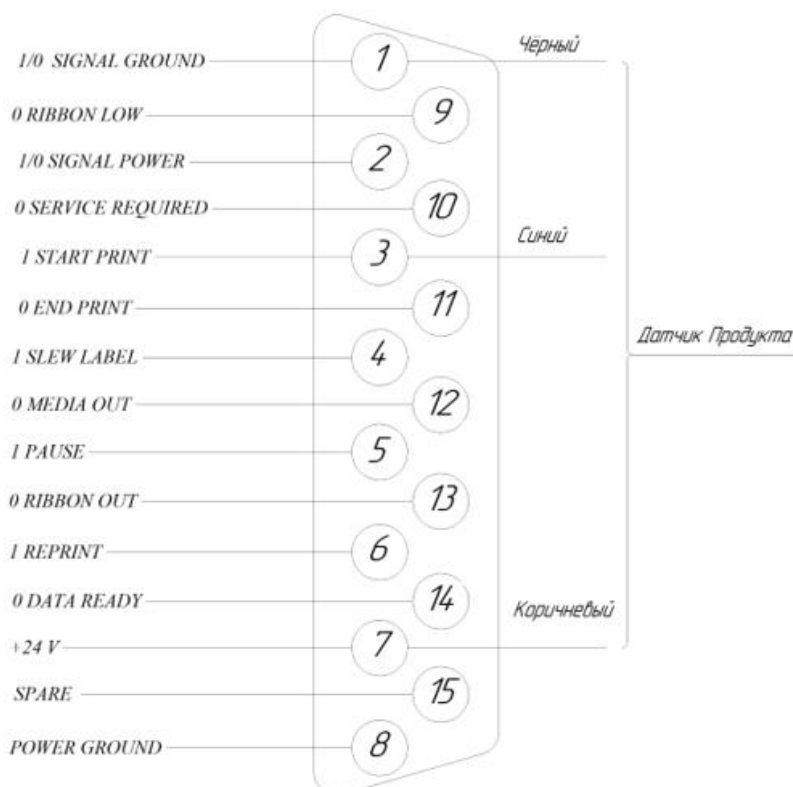 1/0 SIGNAL GROUND 1 Чёрный
0 RIBBON LOW 9
1/0 SIGNAL POWER 2
0 SERVICE REQUIRED 10
1 START PRINT 3 Синий
0 END PRINT 11
Датчик Продукта
1 SLEW LABEL 4
0 MEDIA OUT 12
1 PAUSE 5
0 RIBBON OUT 13
1 REPRINT 6
0 DATA READY 14
+24 V 7 Коричневый
SPARE 15
POWER GROUND 8